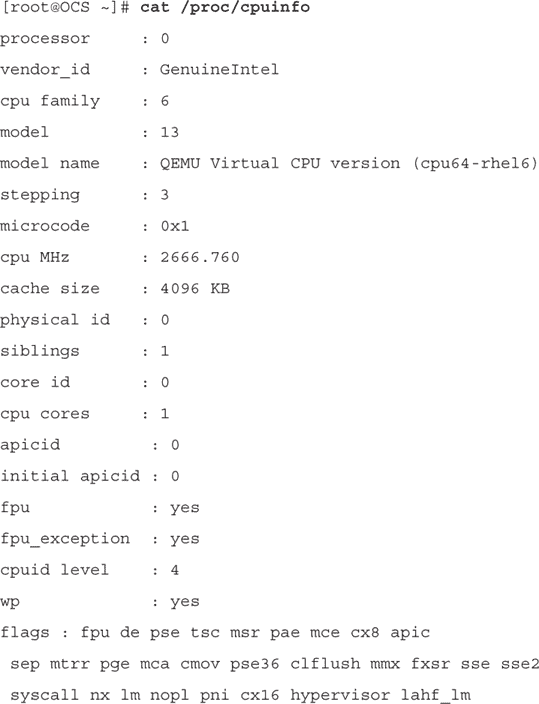 [root@OCS ~]# cat /proc/cpuinfo
processor : 0
vendor_id : GenuineIntel
cpu family : 6
model : 13
model name : QEMU Virtual CPU version (cpu64-rhel6)
stepping : 3
microcode : 0x1
cpu MHz : 2666.760
cache size : 4096 KB
physical id : 0
siblings : 1
core id : 0
cpu cores : 1
apicid : 0
initial apicid : 0
fpu : yes
fpu_exception : yes
cpuid level : 4
wp : yes
flags : fpu de pse tsc msr pae mce cx8 apic
sep mtrr pge mca cmov pse36 clflush mmx fxsr sse sse2
syscall nx lm nopl pni cx16 hypervisor lahf_lm